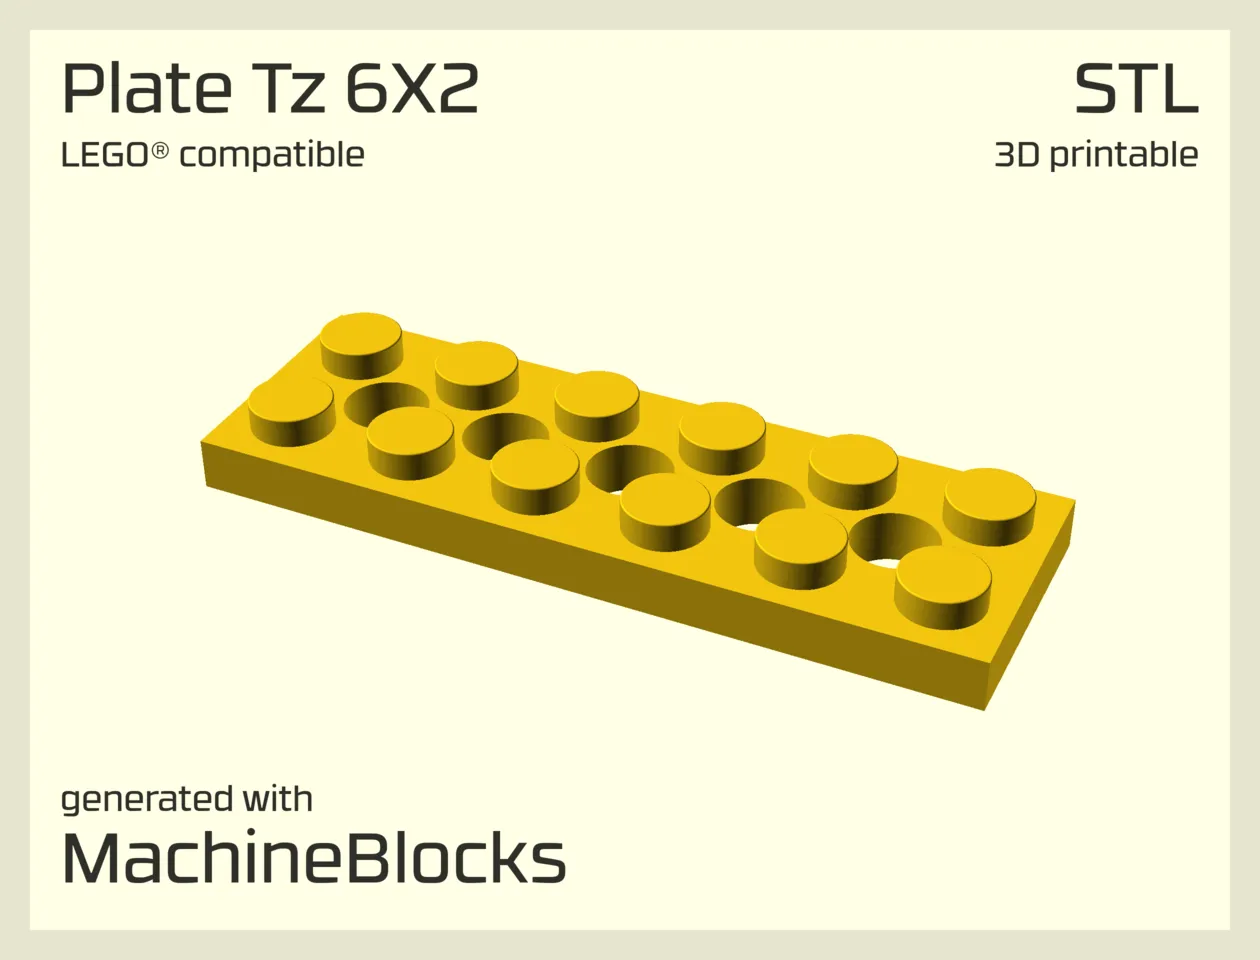 Plate Tz 6X2
LEGO® compatible
STL
3D printable
generated with
MachineBlocks